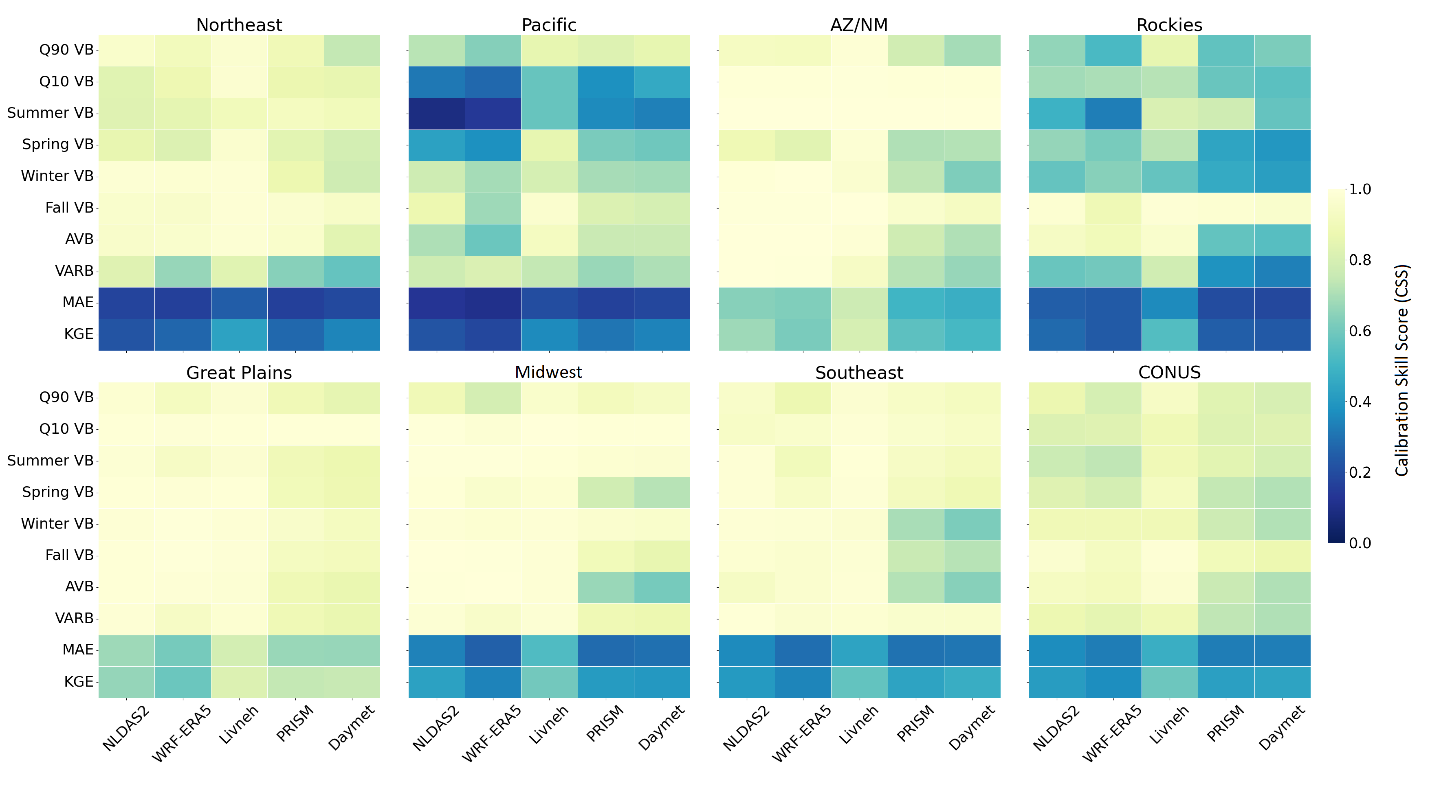 Northeast
Pacific
AZ/NM
Rockies
Q90 VB
Q10 VB
Summer VB
Spring VB
Winter VB
Fall VB
AVB
VARB
MAE
KGE
Great Plains
Midwest
Southeast
CONUS
Q90 VB
Q10 VB
Summer VB
Spring VB
Winter VB
Fall VB
AVB
VARB
MAE
KGE
NLDAS2
WRF-ERA5
Livneh
PRISM
Daymet
NLDAS2
WRF-ERA5
Livneh
PRISM
Daymet
NLDAS2
WRF-ERA5
Livneh
PRISM
Daymet
NLDAS2
WRF-ERA5
Livneh
PRISM
Daymet
1.0
0.8
0.6
0.4
0.2
0.0
Calibration Skill Score (CSS)